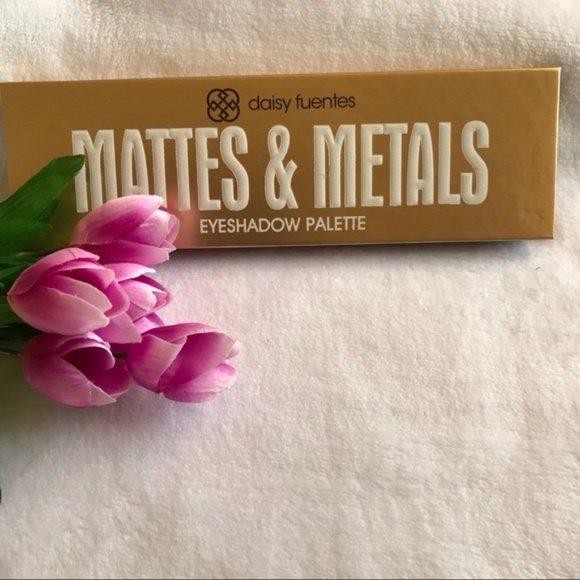 daisy fuentes
MATTES & METALS
EYESHADOW PALETTE